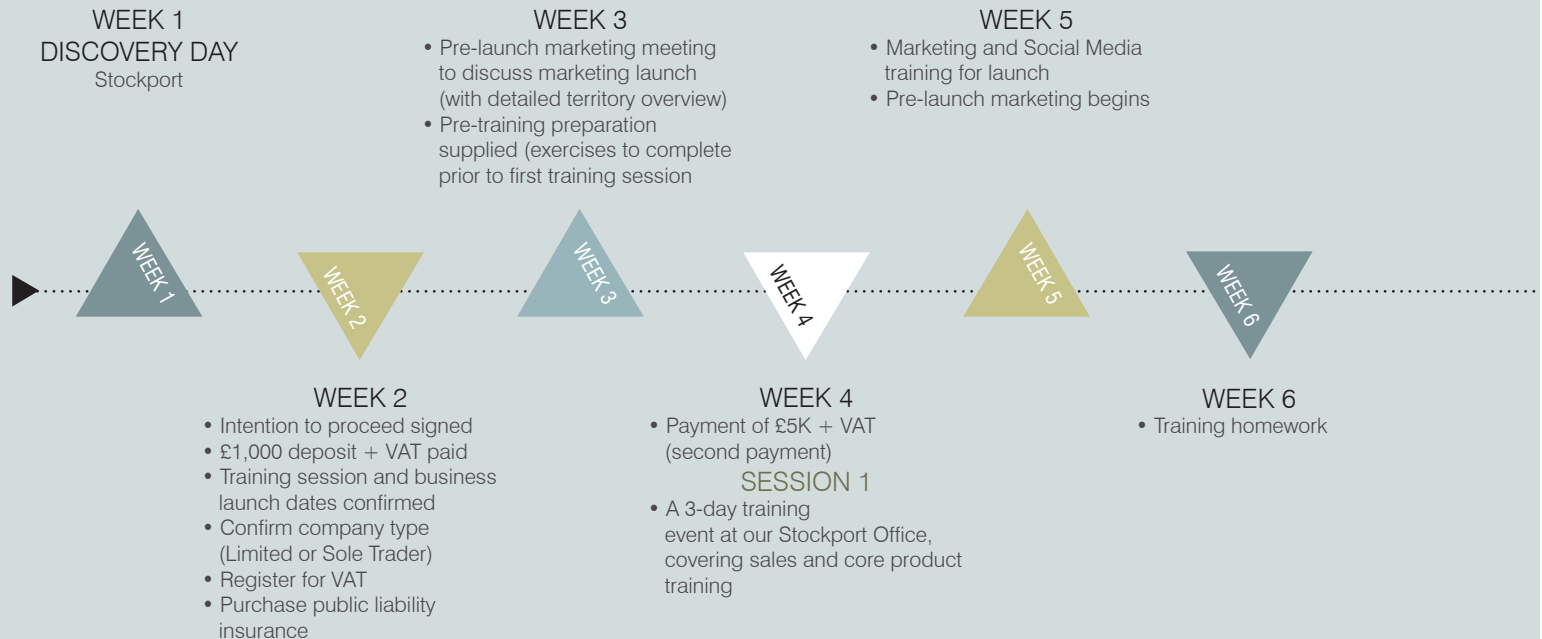 WEEK 1
DISCOVERY DAY
Stockport
WEEK 3
• Pre-launch marketing meeting
to discuss marketing launch
(with detailed territory overview)
• Pre-training preparation
supplied (exercises to complete
prior to first training session
WEEK 5
• Marketing and Social Media
training for launch
• Pre-launch marketing begins
WEEK 1
WEEK 2
WEEK 3
WEEK 4
WEEK 5
WEEK 6
WEEK 2
• Intention to proceed signed
• £1,000 deposit + VAT paid
• Training session and business
launch dates confirmed
• Confirm company type
(Limited or Sole Trader)
• Register for VAT
• Purchase public liability
insurance
WEEK 4
• Payment of £5K + VAT
(second payment)
SESSION 1
• A 3-day training
event at our Stockport Office,
covering sales and core product
training
WEEK 6
• Training homework